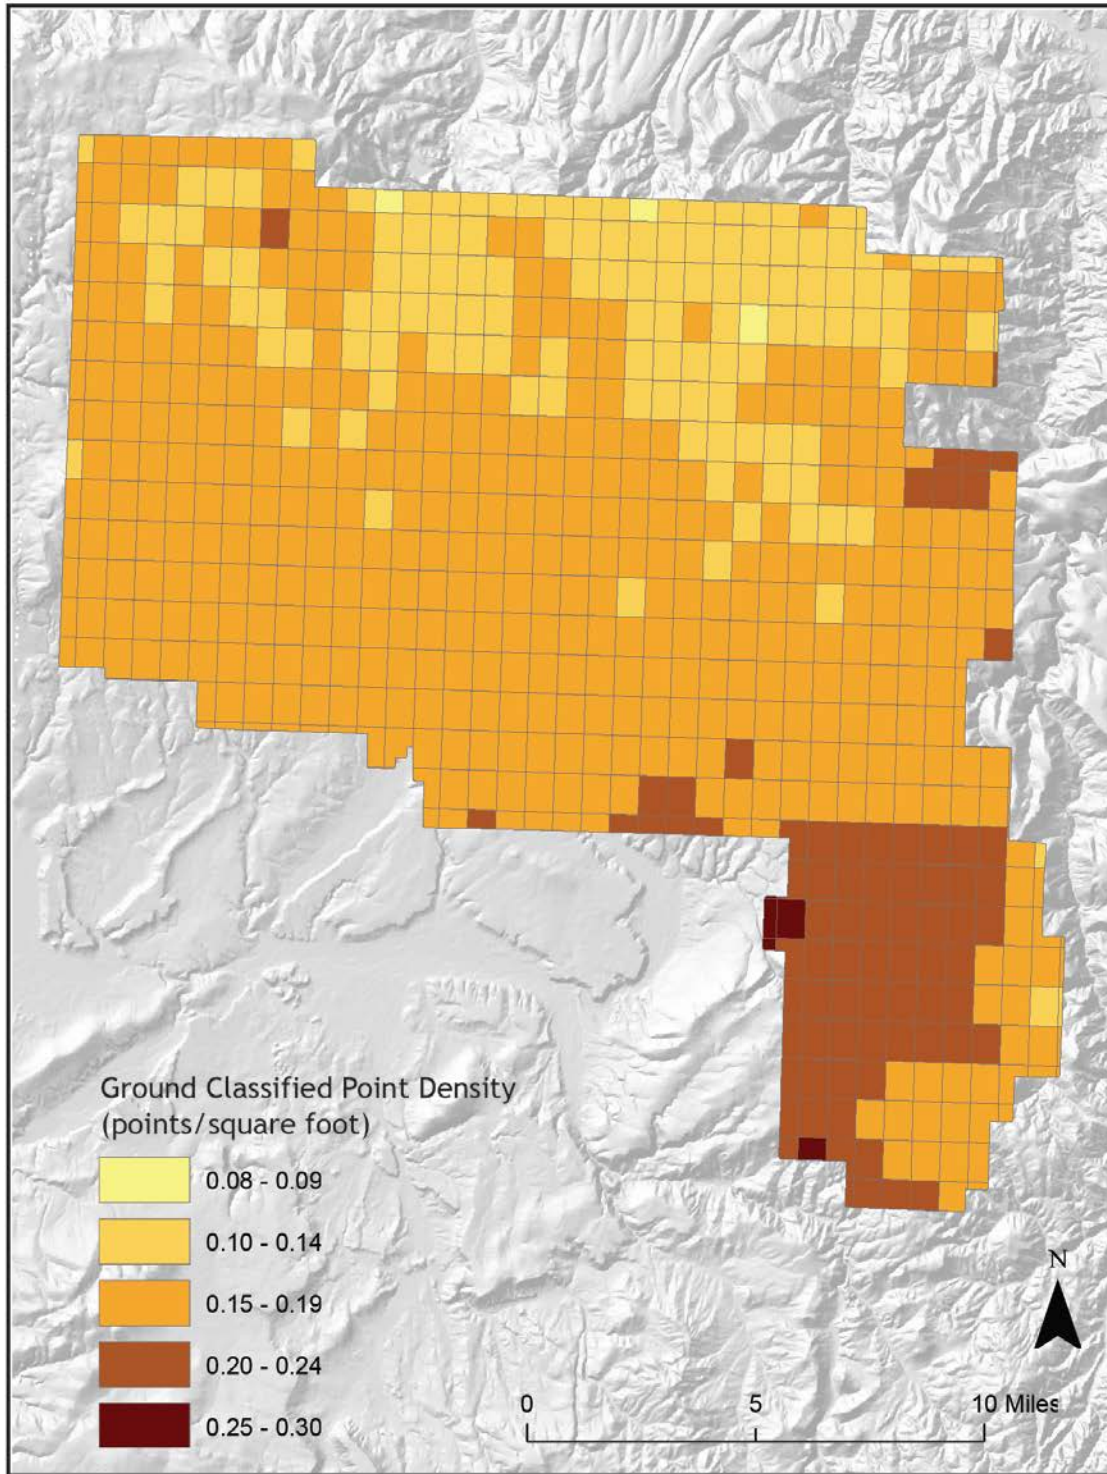 Ground Classified Point Density
(points/square foot)
0.08 - 0.09
0.10 - 0.14
0.15 - 0.19
0.20 - 0.24
0.25 - 0.30
N
0 5 10 Miles